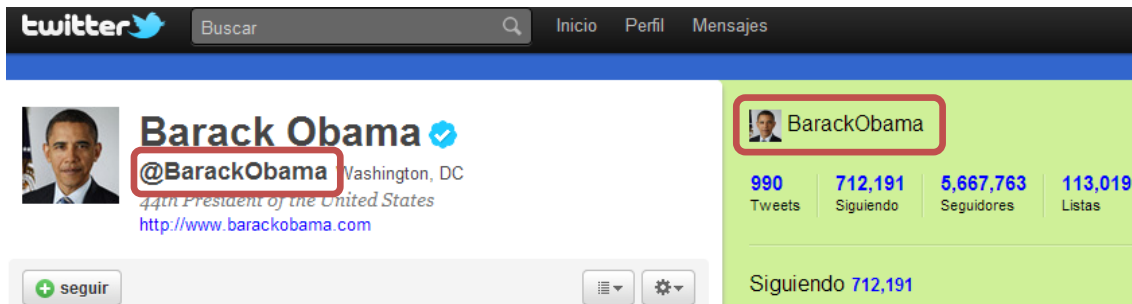 twitter Buscar Inicio Perfil Mensajes
Barack Obama
@BarackObama Washington, DC
44th President of the United States
http://www.barackobama.com
seguir
BarackObama
990 712,191 5,667,763 113,019
Tweets Siguiendo Seguidores Listas
Siguiendo 712,191